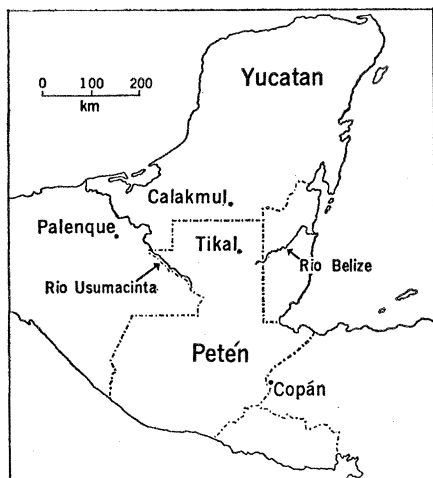 Yucatan
0 100 200
km
Calakmul
Palenque
Tikal
Rio Belize
Rio Usumacinta
Petén
Copán